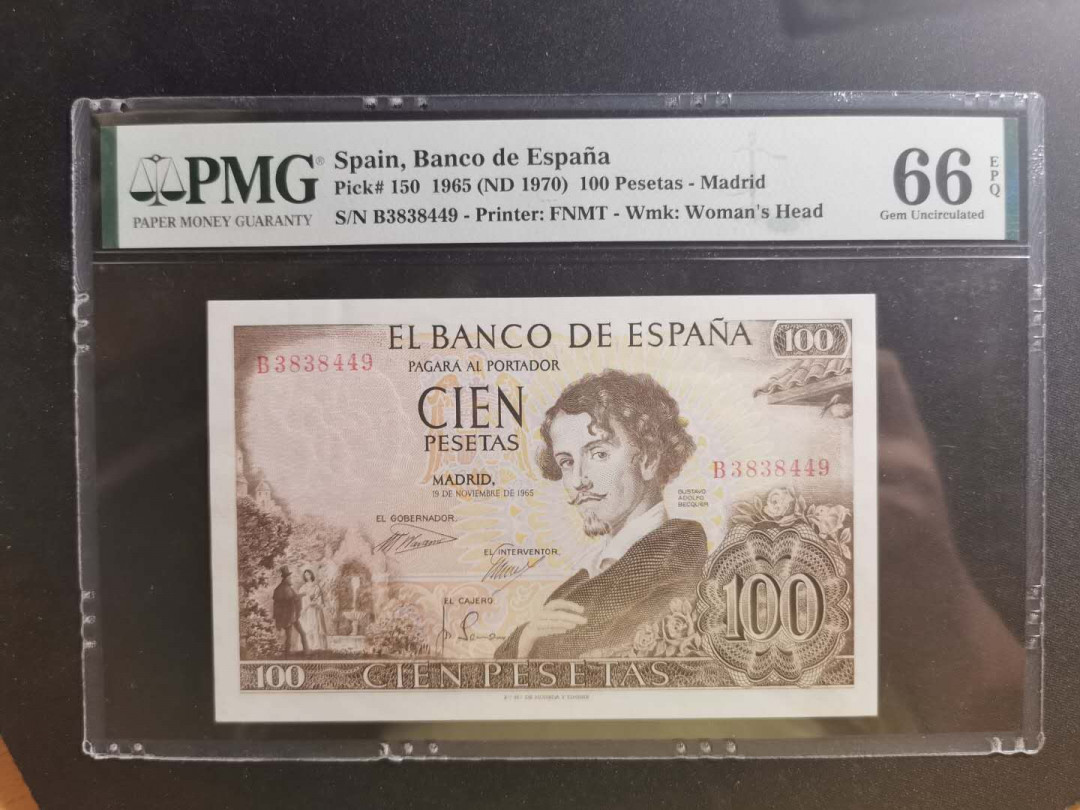 PMG®
PAPER MONEY GUARANTY
Spain, Banco de España
Pick# 150 1965 (ND 1970) 100 Pesetas - Madrid
S/N B3838449 - Printer: FNMT - Wmk: Woman's Head
66
EPQ
Gem Uncirculated
EL BANCO DE ESPAÑA
100
B3838449
PAGARÁ AL PORTADOR
CIEN
PESETAS
MADRID,
19 DE NOVIEMBRE DE 1965
B3838449
GUSTAVO
ADOLFO
BECQUER
EL GOBERNADOR,
EL INTERVENTOR,
EL CAJERO
100
100
CIEN PESETAS